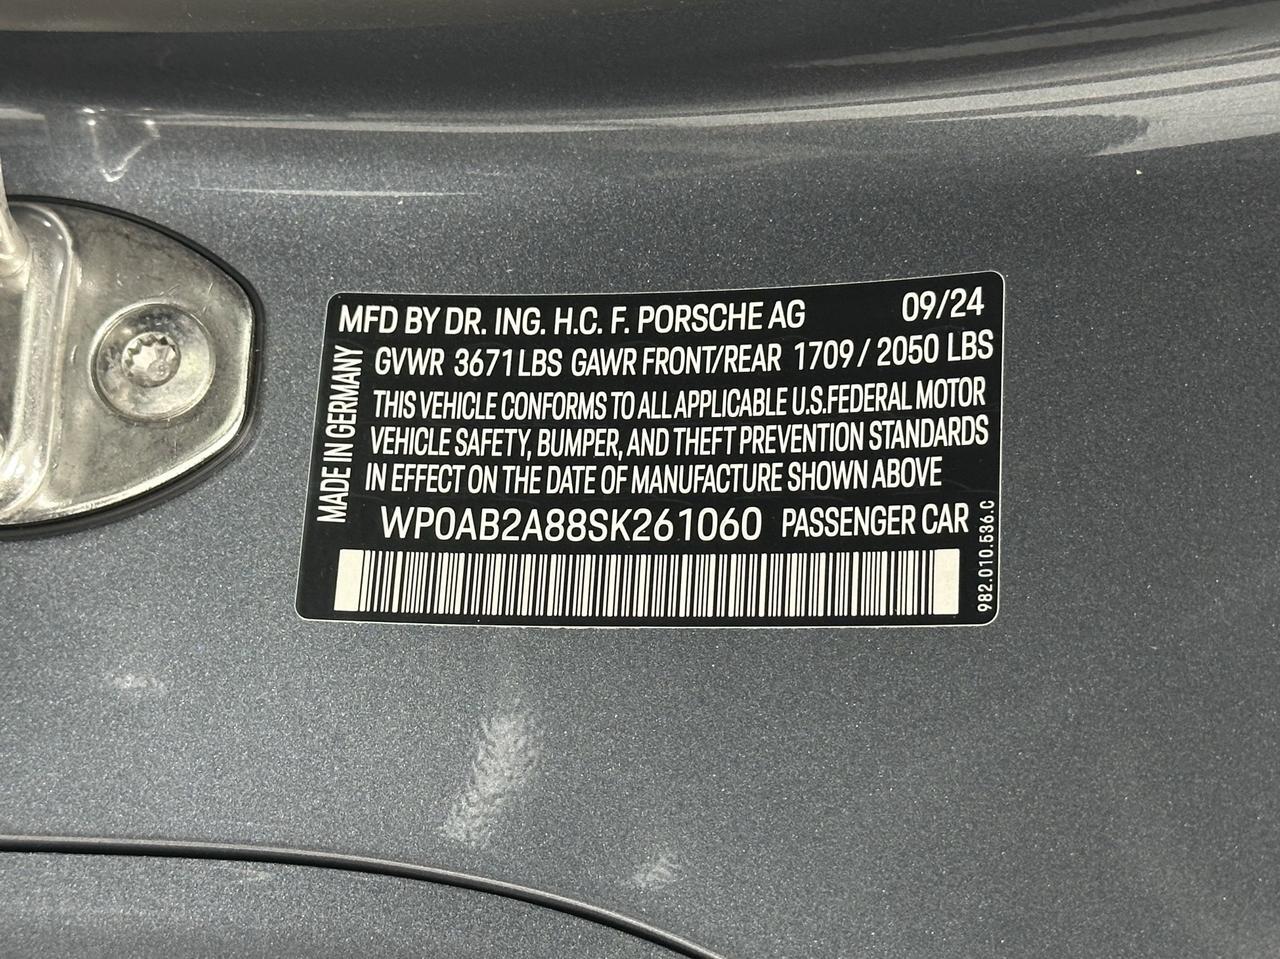 MFD BY DR. ING. H.C. F. PORSCHE AG 09/24
GVWR 3671 LBS GAWR FRONT/REAR 1709 / 2050 LBS
THIS VEHICLE CONFORMS TO ALL APPLICABLE U.S.FEDERAL MOTOR
VEHICLE SAFETY, BUMPER, AND THEFT PREVENTION STANDARDS
IN EFFECT ON THE DATE OF MANUFACTURE SHOWN ABOVE
WP0AB2A88SK261060 PASSENGER CAR
MADE IN GERMANY
982.010.536.C